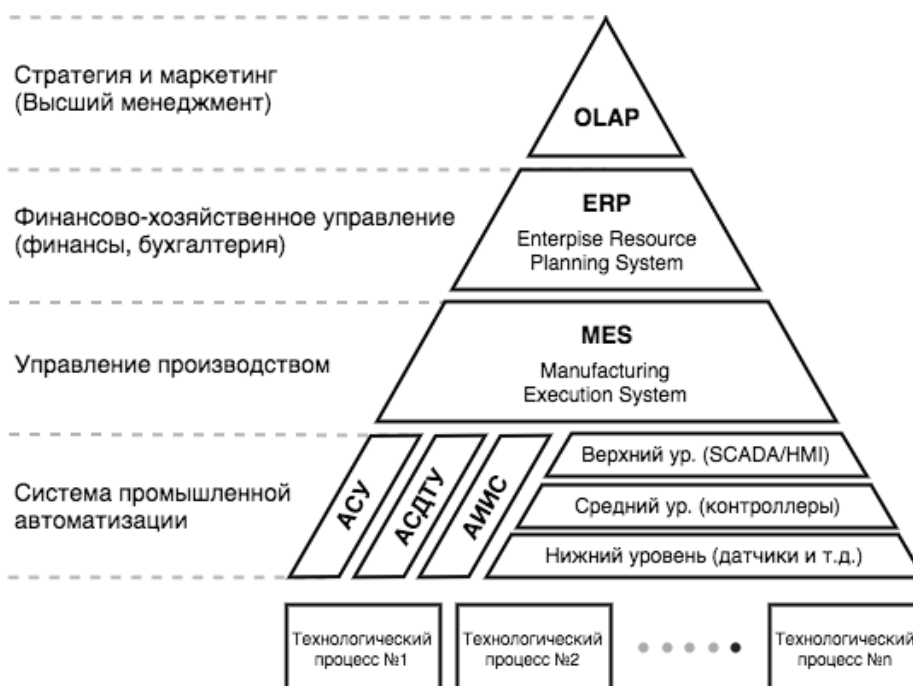 Стратегия и маркетинг
(Высший менеджмент)
OLAP
Финансово-хозяйственное управление
(финансы, бухгалтерия)
ERP
Enterpise Resource
Planning System
Управление производством
MES
Manufacturing
Execution System
Система промышленной
автоматизации
АСУ
АСДТУ
АИИС
Верхний ур. (SCADA/HMI)
Средний ур. (контроллеры)
Нижний уровень (датчики и т.д.)
Технологический
процесс №1
Технологический
процесс №2
Технологический
процесс №n